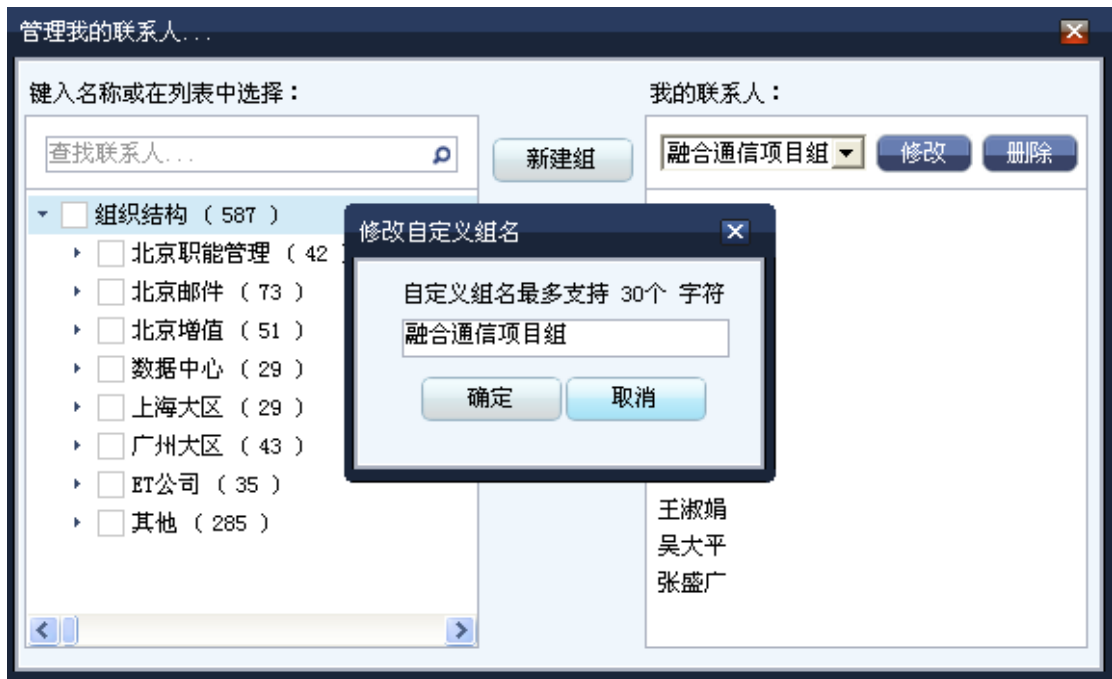 管理我的联系人...
键入名称或在列表中选择：
我的联系人：
查找联系人...
新建组
融合通信项目组
修改
删除
组织结构 ( 587 )
北京职能管理 ( 42
北京邮件 ( 73 )
北京增值 ( 51 )
数据中心 ( 29 )
上海大区 ( 29 )
广州大区 ( 43 )
ET公司 ( 35 )
其他 ( 285 )
修改自定义组名
自定义组名最多支持 30个 字符
融合通信项目组
确定
取消
王淑娟
吴大平
张盛广